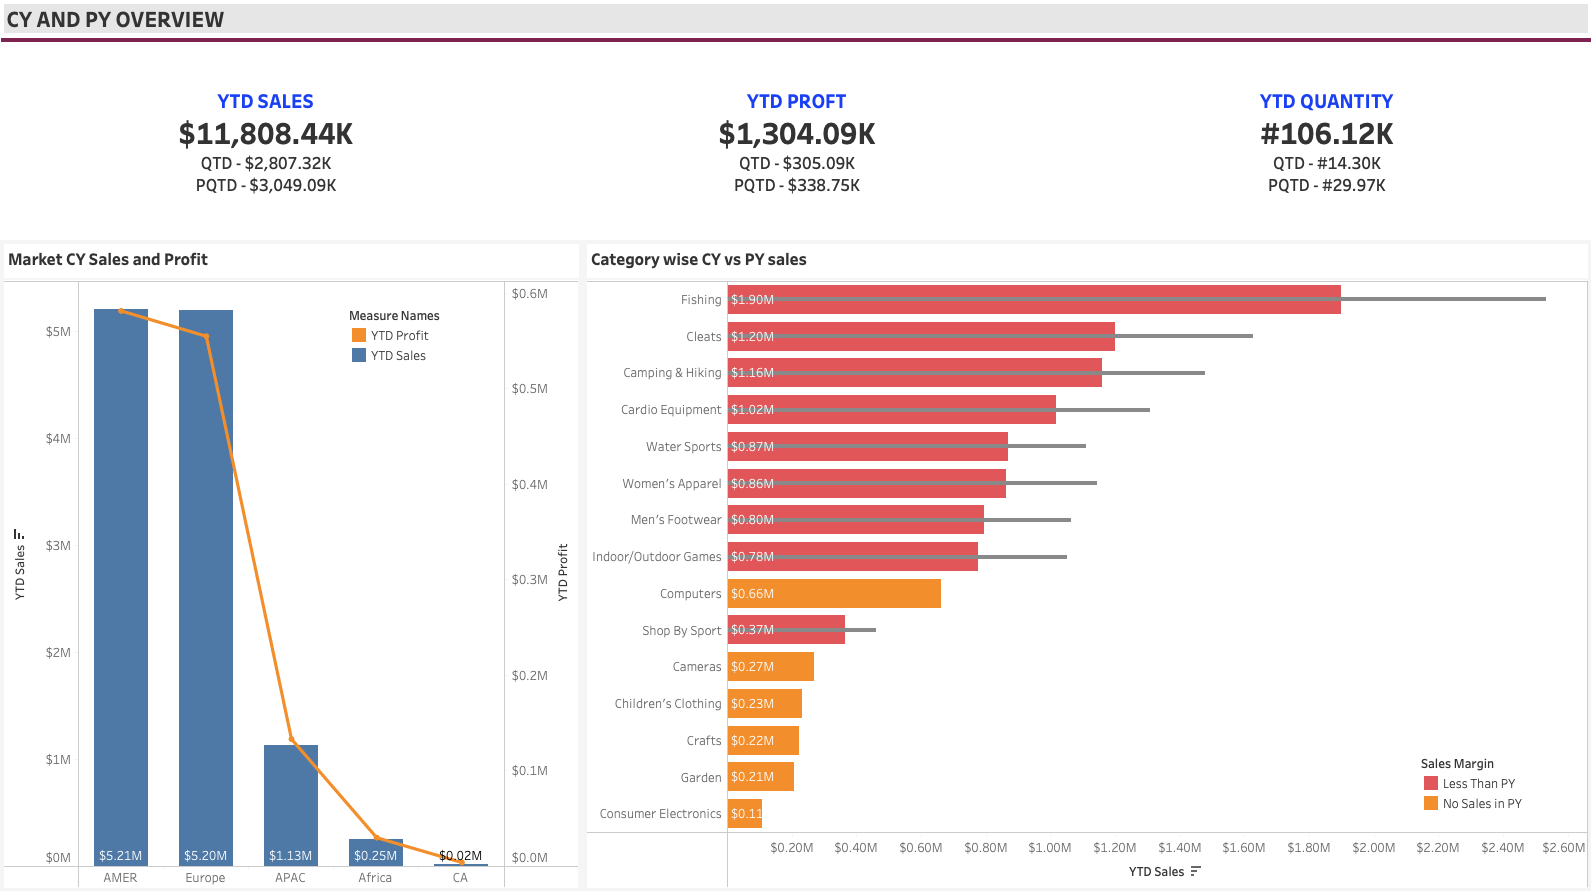 CY AND PY OVERVIEW
YTD SALES
$11,808.44K
QTD - $2,807.32K
PQTD - $3,049.09K
YTD PROFT
$1,304.09K
QTD - $305.09K
PQTD - $338.75K
YTD QUANTITY
#106.12K
QTD - #14.30K
PQTD - #29.97K
Market CY Sales and Profit
YTD Sales
$5M
$4M
$3M
$2M
$1M
$0M
Measure Names
YTD Profit
YTD Sales
$5.21M
$5.20M
$1.13M
$0.25M
$0.02M
AMER
Europe
APAC
Africa
CA
$0.6M
$0.5M
$0.4M
$0.3M
$0.2M
$0.1M
$0.0M
YTD Profit
Category wise CY vs PY sales
Fishing $1.90M
Cleats $1.20M
Camping & Hiking $1.16M
Cardio Equipment $1.02M
Water Sports $0.87M
Women's Apparel $0.86M
Men's Footwear $0.80M
Indoor/Outdoor Games $0.78M
Computers $0.66M
Shop By Sport $0.37M
Cameras $0.27M
Children's Clothing $0.23M
Crafts $0.22M
Garden $0.21M
Consumer Electronics $0.11
Sales Margin
Less Than PY
No Sales in PY
$0.20M $0.40M $0.60M $0.80M $1.00M $1.20M $1.40M $1.60M $1.80M $2.00M $2.20M $2.40M $2.60M
YTD Sales